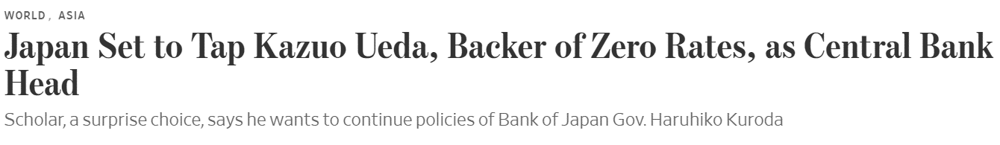 WORLD, ASIA
Japan Set to Tap Kazuo Ueda, Backer of Zero Rates, as Central Bank
Head
Scholar, a surprise choice, says he wants to continue policies of Bank of Japan Gov. Haruhiko Kuroda